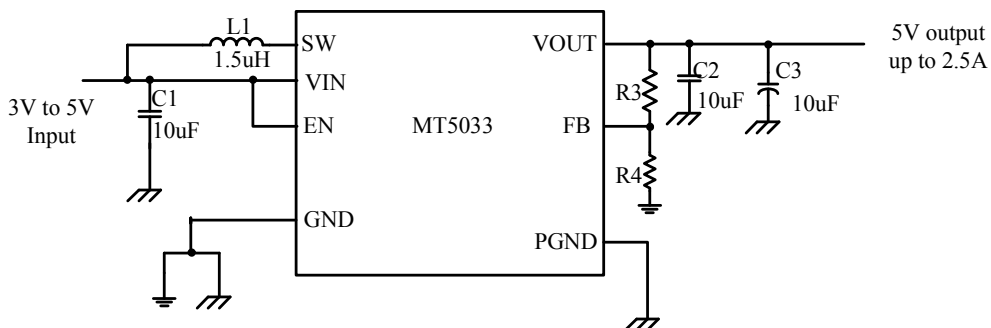 L1
1.5uH
SW
VOUT
5V output
up to 2.5A
3V to 5V
Input
C1
10uF
VIN
EN
MT5033
R3
FB
R4
C2
10uF
C3
10uF
GND
PGND